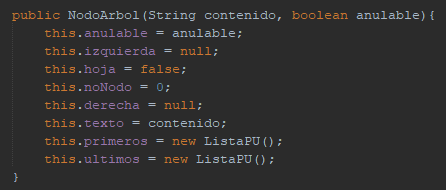 public NodoArbol(String contenido, boolean anulable){
this.anulable = anulable;
this.izquierda = null;
this.hoja = false;
this.noNodo = 0;
this.derecha = null;
this.texto = contenido;
this.primeros = new ListaPU();
this.ultimos = new ListaPU();
}